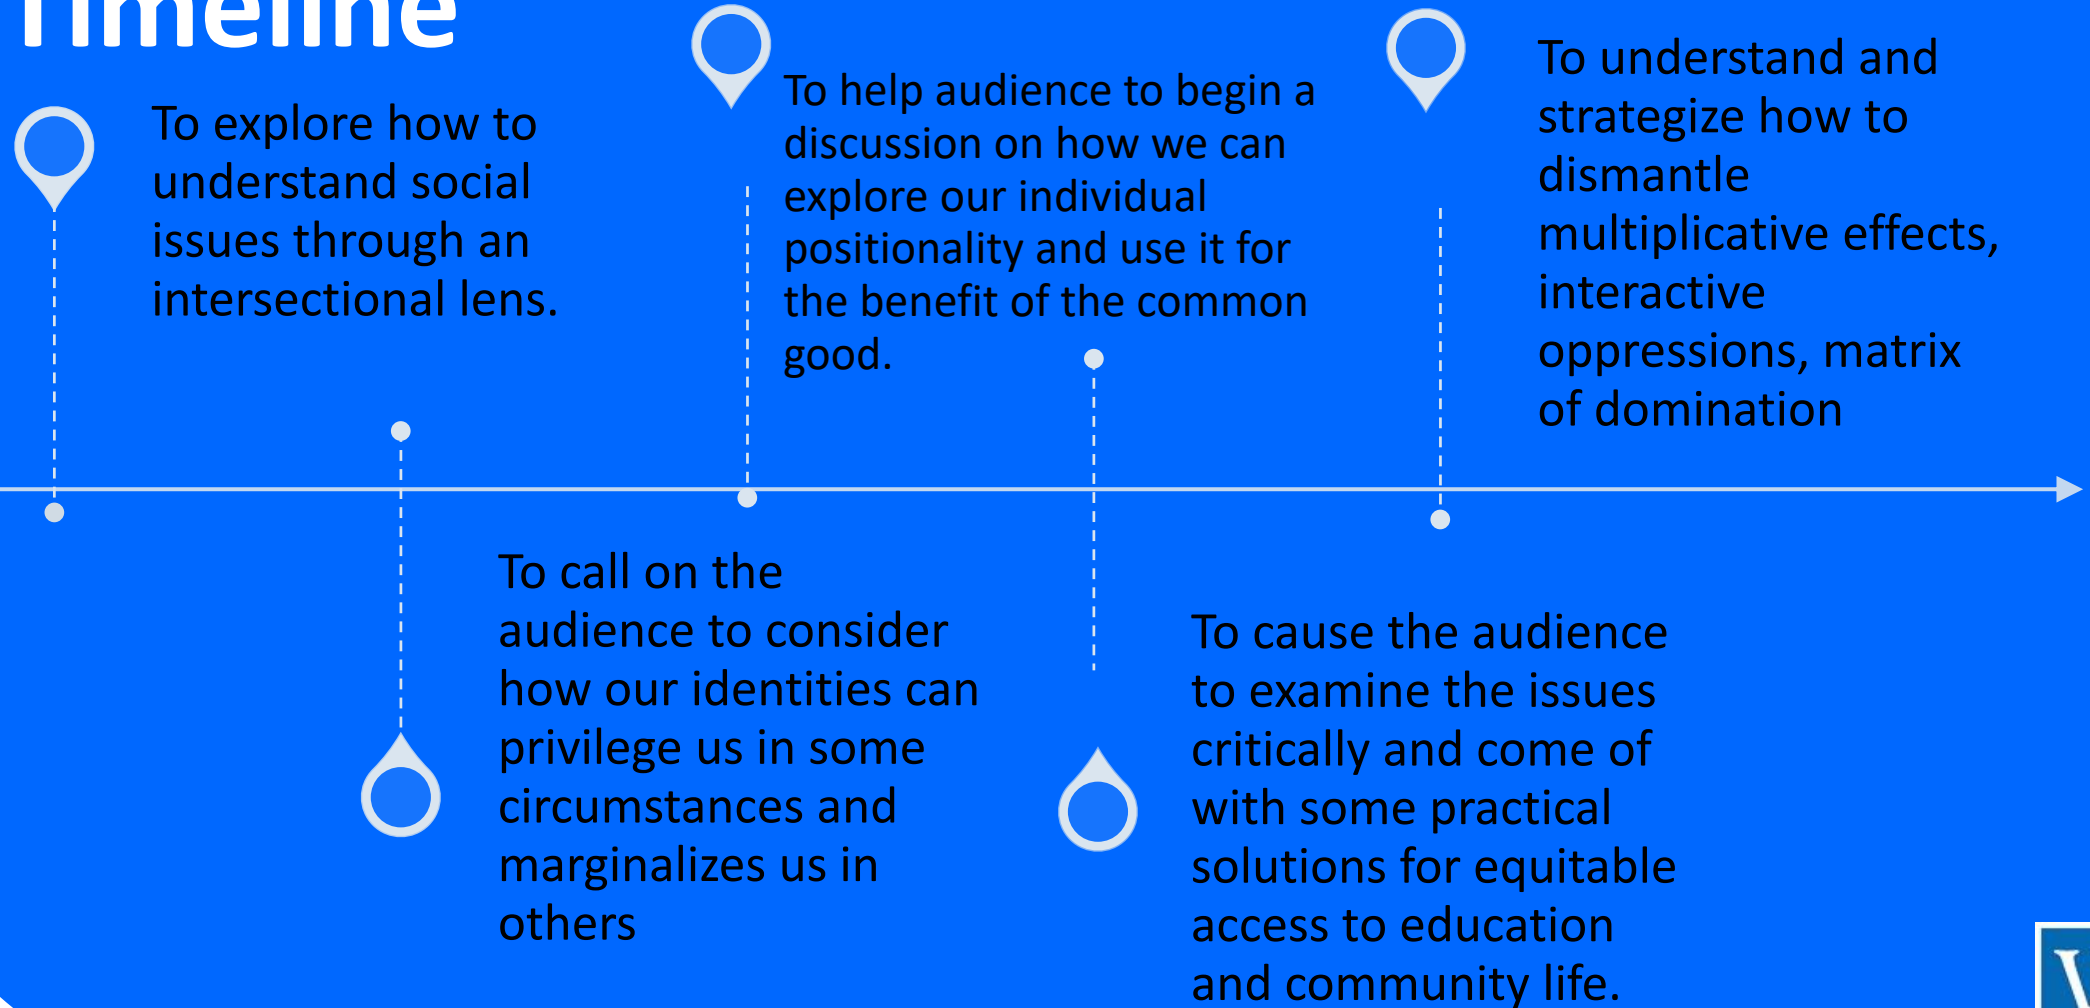 Timeline
To explore how to
understand social
issues through an
intersectional lens.
To call on the
audience to consider
how our identities can
privilege us in some
circumstances and
marginalizes us in
others
To help audience to begin a
discussion on how we can
explore our individual
positionality and use it for
the benefit of the common
good.
To cause the audience
to examine the issues
critically and come of
with some practical
solutions for equitable
access to education
and community life.
To understand and
strategize how to
dismantle
multiplicative effects,
interactive
oppressions, matrix
of domination